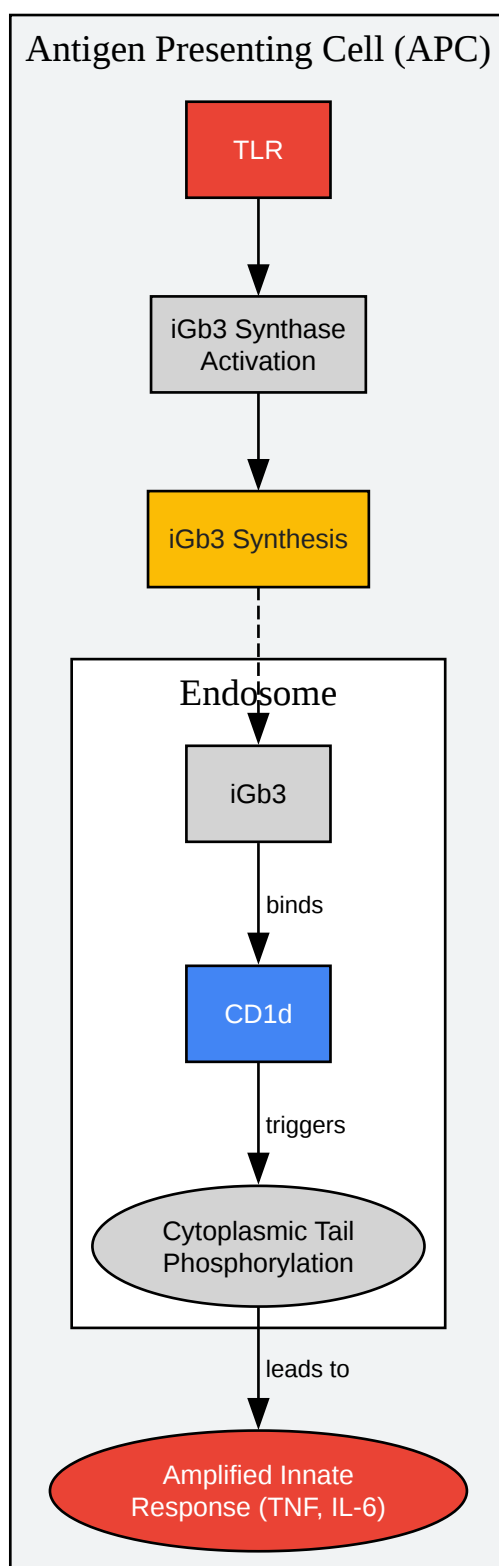 Antigen Presenting Cell (APC)
TLR
iGb3 Synthase
Activation
iGb3 Synthesis
Endosome
iGb3
binds
CD1d
triggers
Cytoplasmic Tail
Phosphorylation
leads to
Amplified Innate
Response (TNF, IL-6)